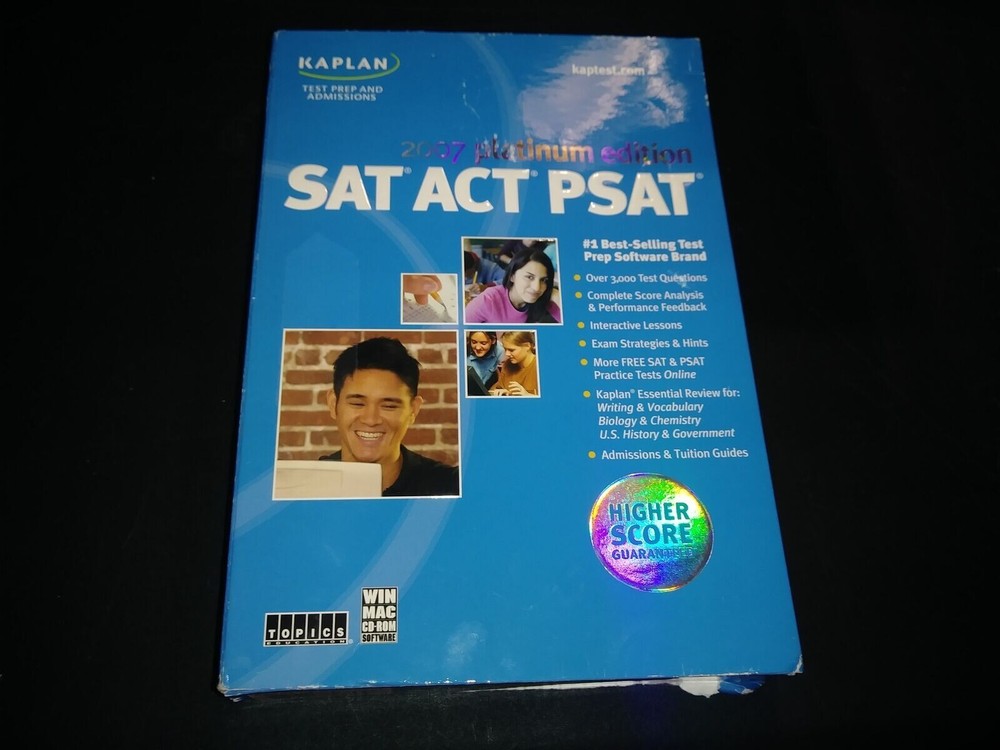 KAPLAN
TEST PREP AND
ADMISSIONS
kaptest.com
2007 platinum edition
SAT® ACT® PSAT®
#1 Best-Selling Test
Prep Software Brand
• Over 3,000 Test Questions
• Complete Score Analysis
& Performance Feedback
• Interactive Lessons
• Exam Strategies & Hints
• More FREE SAT & PSAT
Practice Tests Online
• Kaplan® Essential Review for:
Writing & Vocabulary
Biology & Chemistry
U.S. History & Government
• Admissions & Tuition Guides
HIGHER
SCORE
GUARANTEED
TOPICS
EDUCATION
WIN
MAC
CD-ROM
SOFTWARE